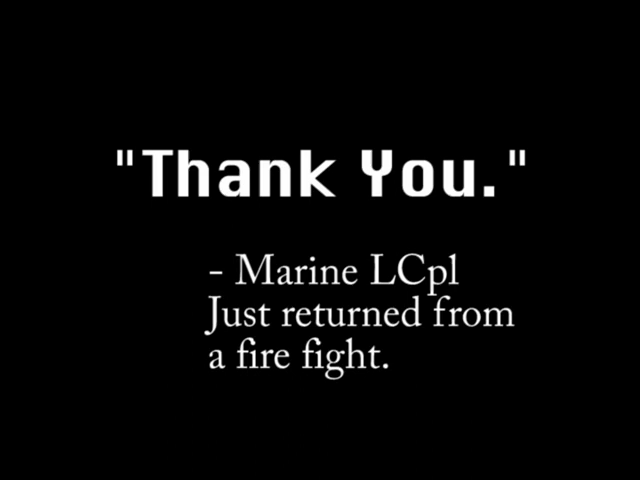 "Thank You."
- Marine LCpl
Just returned from
a fire fight.